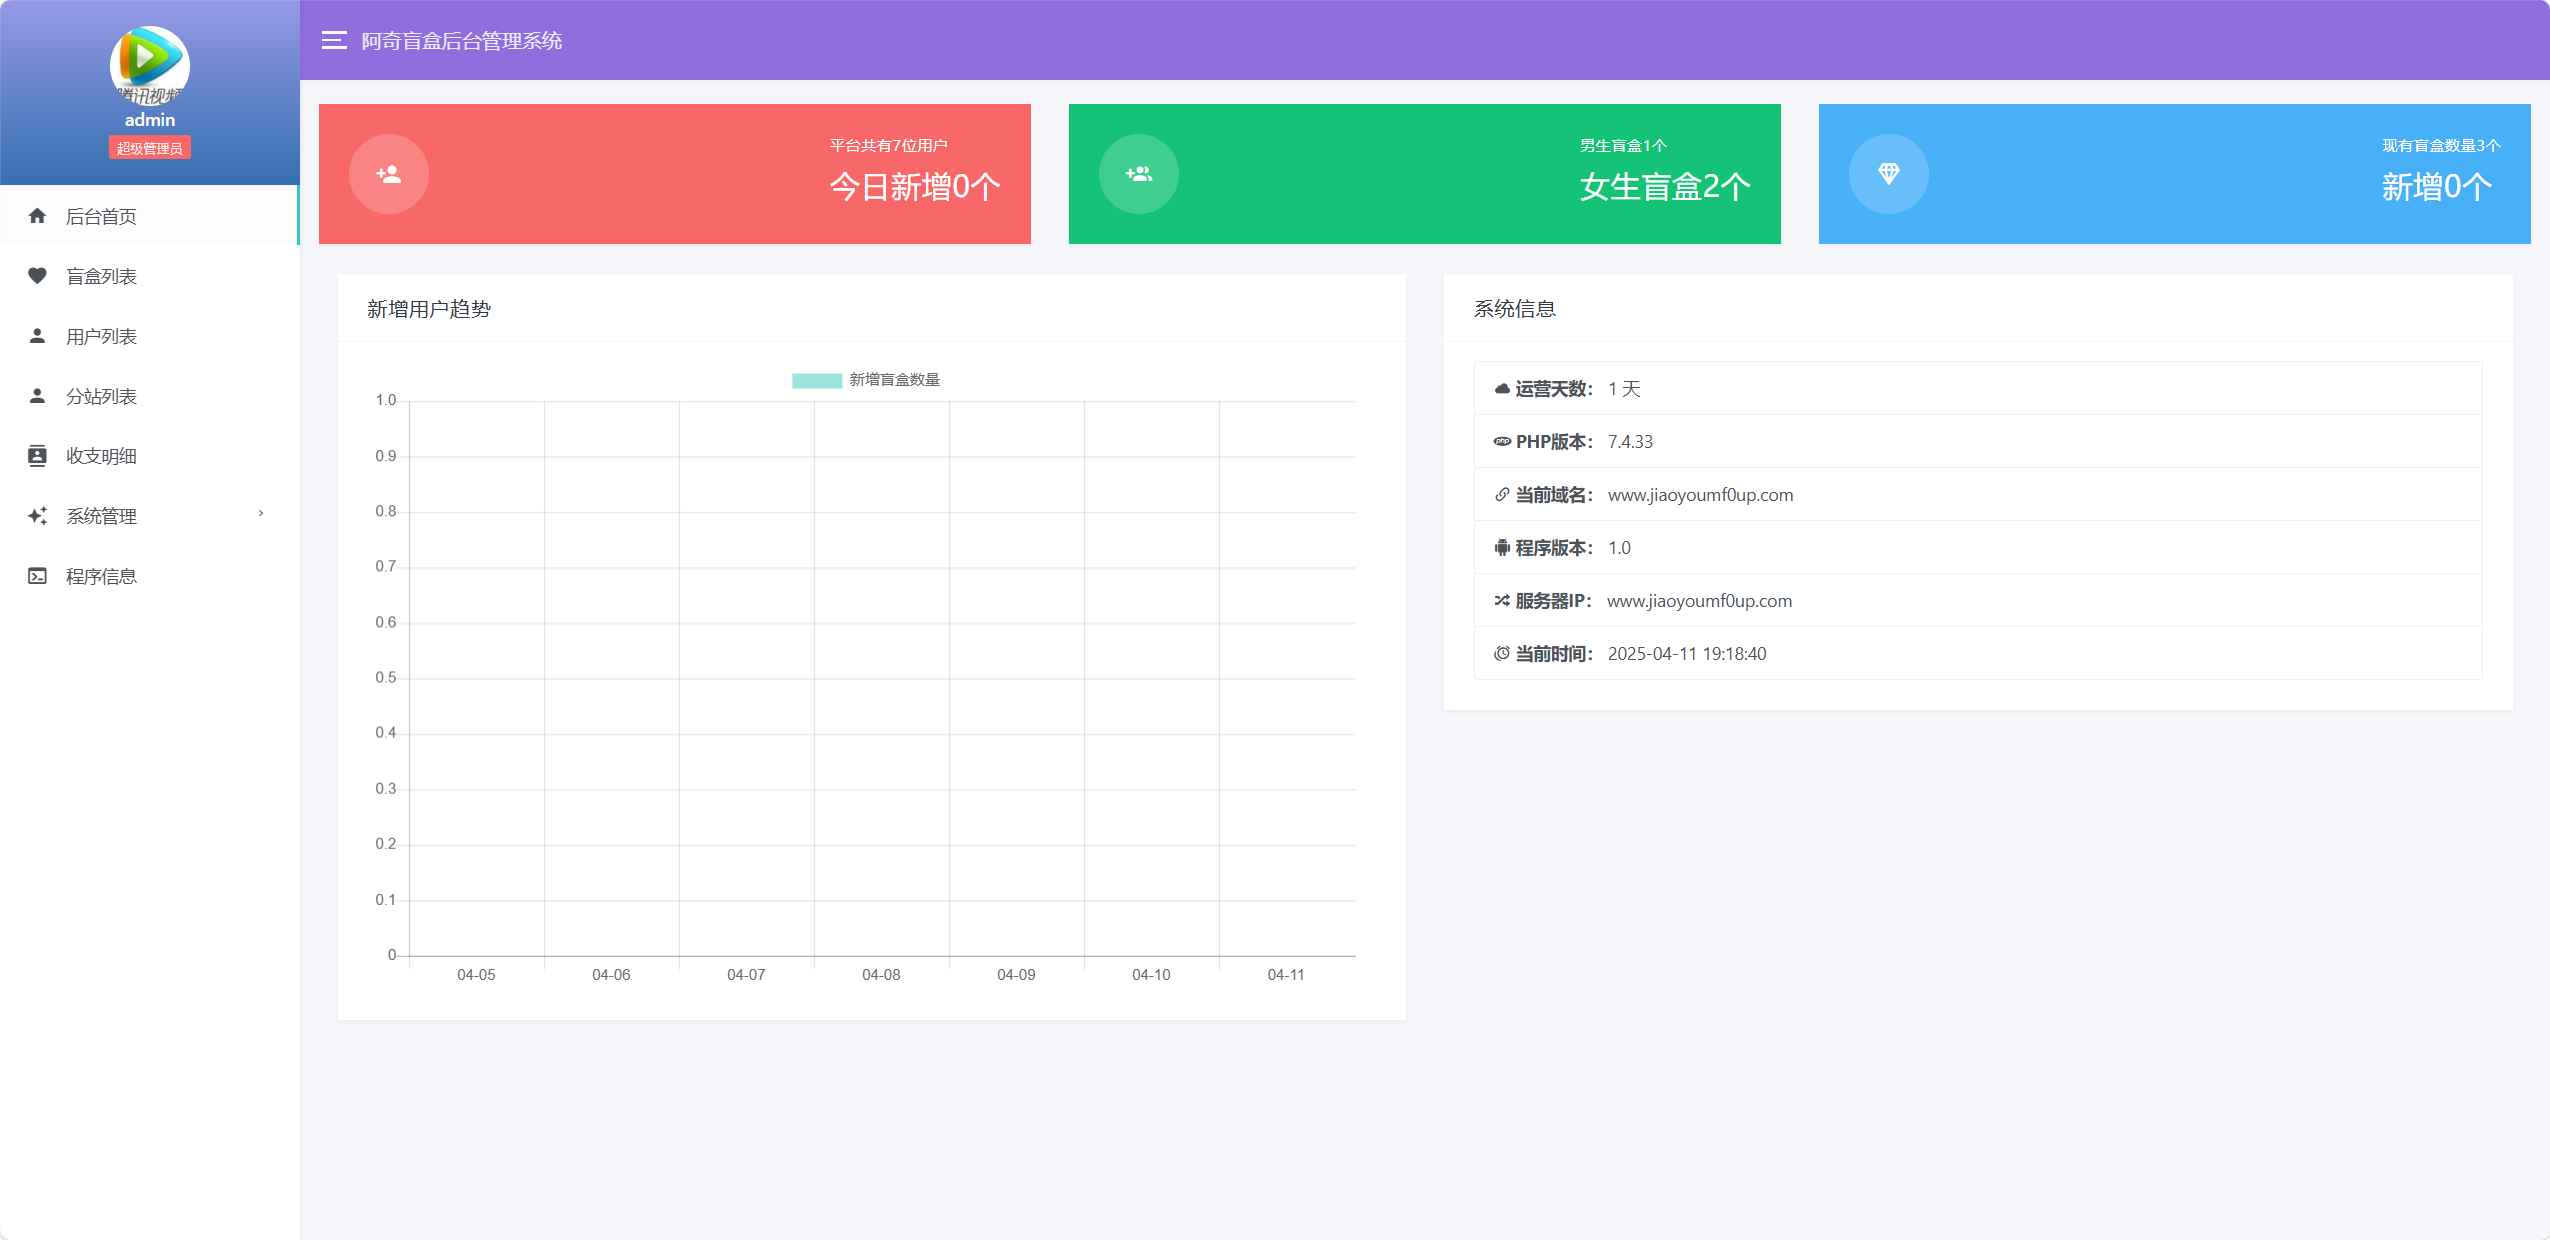 腾讯视频
admin
超级管理员
后台首页
盲盒列表
用户列表
分站列表
收支明细
系统管理
程序信息
阿奇盲盒后台管理系统
平台共有7位用户
今日新增0个
男生盲盒1个
女生盲盒2个
现有盲盒数量3个
新增0个
新增用户趋势
新增盲盒数量
1.0
0.9
0.8
0.7
0.6
0.5
0.4
0.3
0.2
0.1
0
04-05 04-06 04-07 04-08 04-09 04-10 04-11
系统信息
运营天数： 1 天
php PHP版本： 7.4.33
当前域名： www.jiaoyoumf0up.com
程序版本： 1.0
服务器IP： www.jiaoyoumf0up.com
当前时间： 2025-04-11 19:18:40